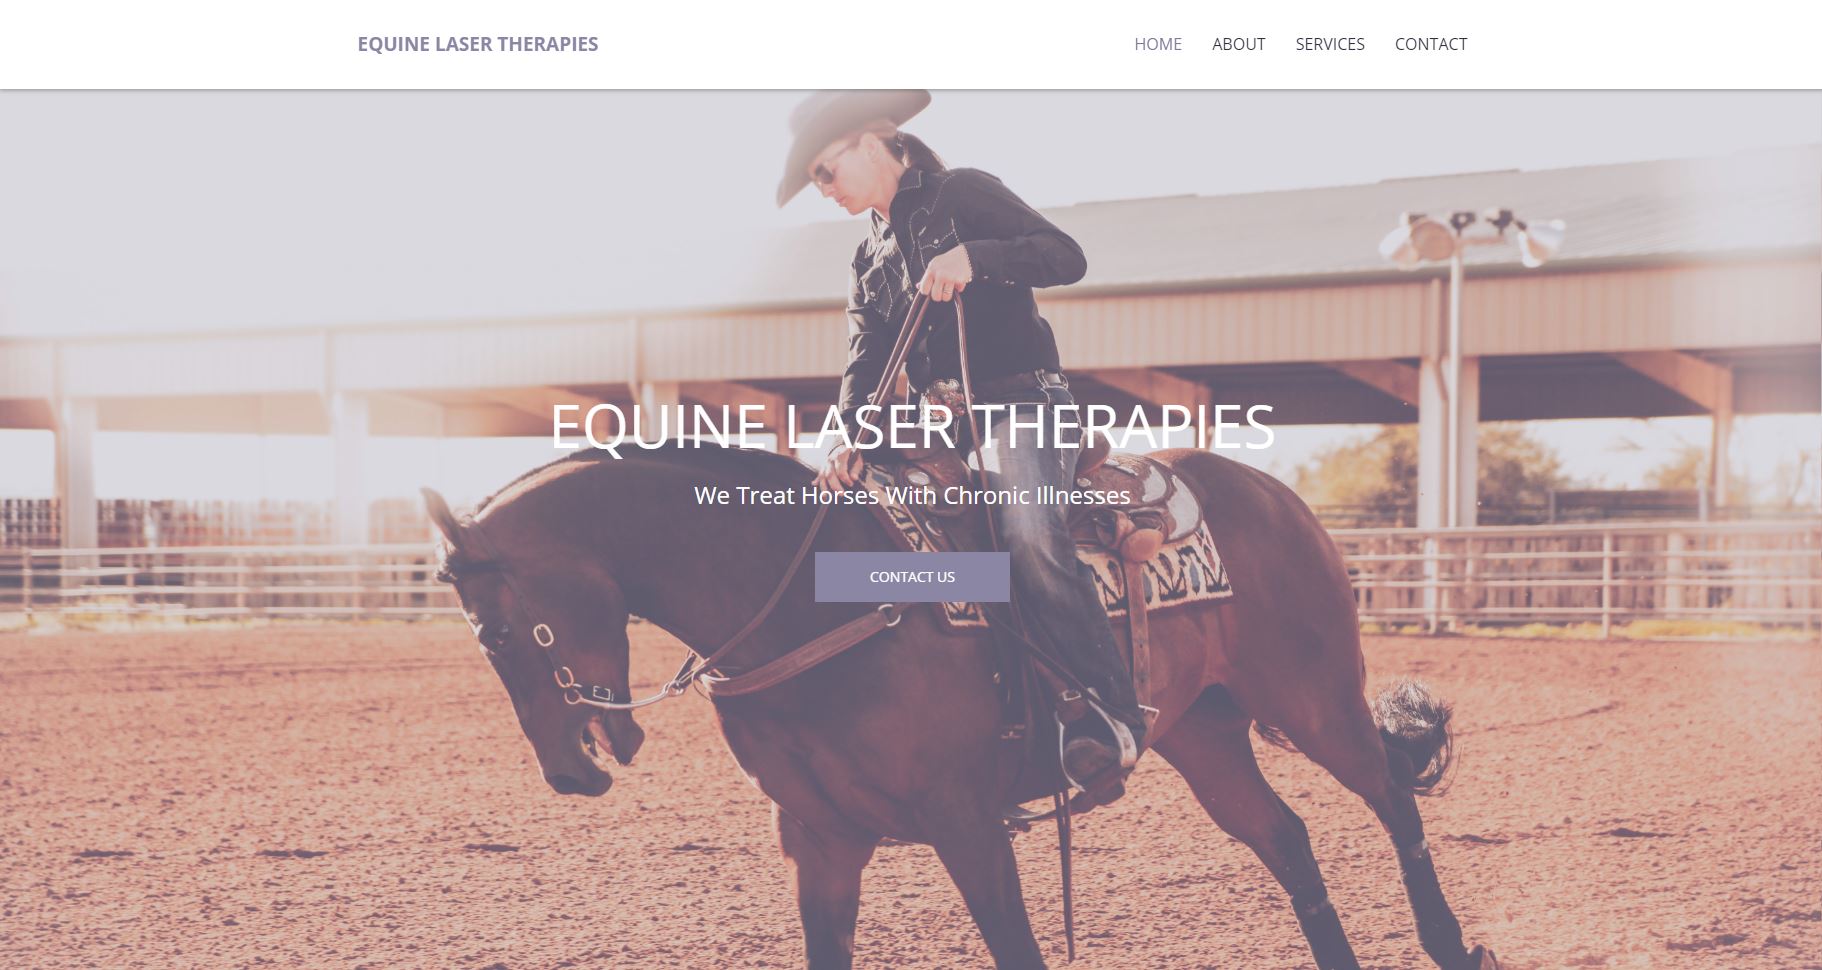 EQUINE LASER THERAPIES
HOME ABOUT SERVICES CONTACT
EQUINE LASER THERAPIES
We Treat Horses With Chronic Illnesses
CONTACT US